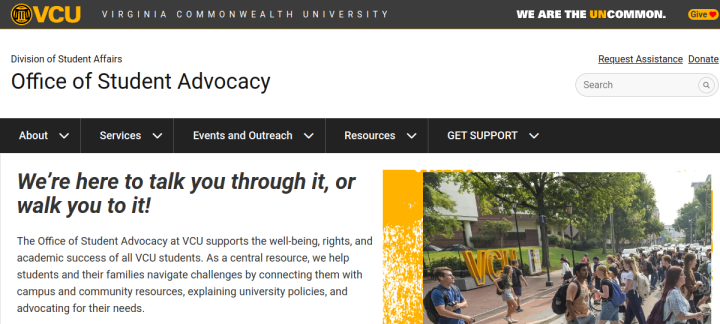 VCU VIRGINIA COMMONWEALTH UNIVERSITY WE ARE THE UNCOMMON. Give
Division of Student Affairs
Request Assistance Donate
Office of Student Advocacy
Search
About Services Events and Outreach Resources GET SUPPORT
We're here to talk you through it, or
walk you to it!
The Office of Student Advocacy at VCU supports the well-being, rights, and
academic success of all VCU students. As a central resource, we help
students and their families navigate challenges by connecting them with
campus and community resources, explaining university policies, and
advocating for their needs.
VCU